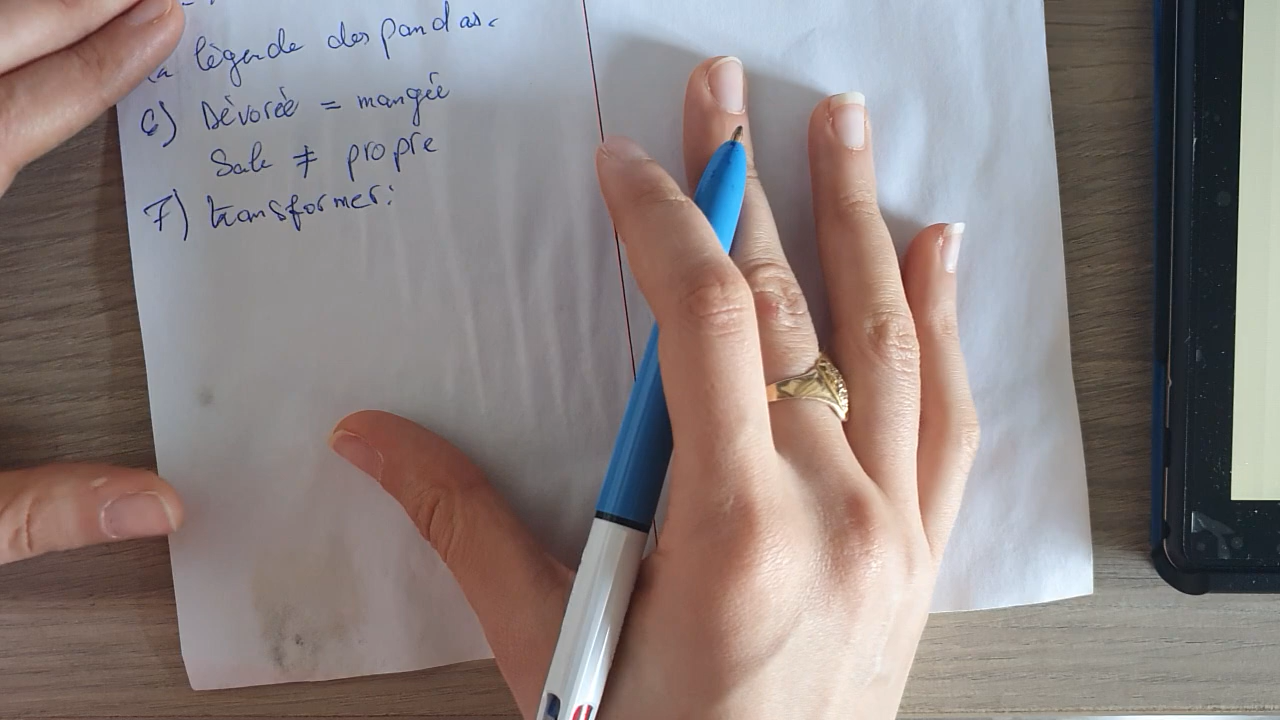 la légende des pandas.
6) Dévorée = mangée
Sale ≠ propre
7) transformer: